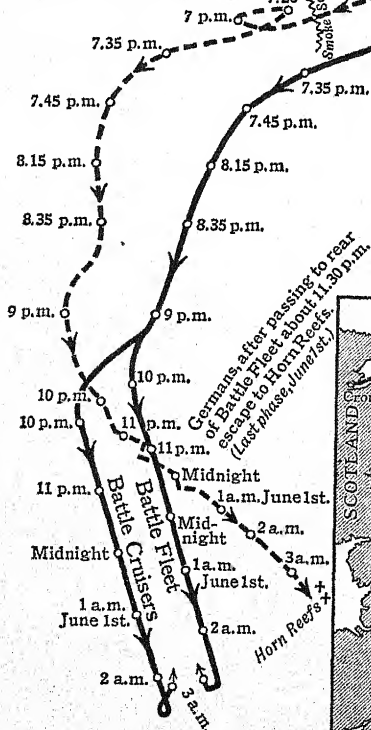 7 p.m.
Smoke
7.35 p.m.
7.35 p.m.
7.45 p.m.
7.45 p.m.
8.15 p.m.
8.15 p.m.
8.35 p.m.
8.35 p.m.
9 p.m.
9 p.m.
Germans, after passing to rear
of Battle Fleet about 11.30 p.m.
escape to Horn Reefs.
(Last phase, June 1st.)
10 p.m.
10 p.m.
10 p.m.
11 p.m.
11 p.m.
11 p.m.
Midnight
Midnight
Mid-
night
Battle Fleet
Battle Cruisers
1 a.m. June 1st.
2 a.m.
3 a.m.
Horn Reefs
1 a.m.
June 1st.
1 a.m.
June 1st.
2 a.m.
2 a.m.
3 a.m.
SCOTLAND